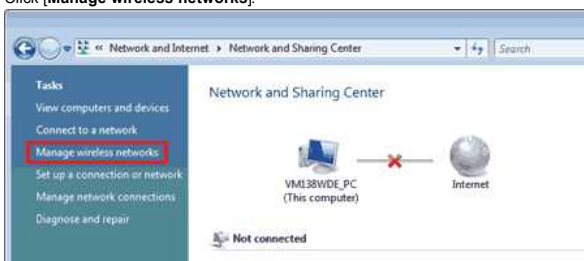 Click [Manage wireless networks].
« Network and Internet ▸ Network and Sharing Center
Search
Tasks
View computers and devices
Connect to a network
Manage wireless networks
Set up a connection or network
Manage network connections
Diagnose and repair
Network and Sharing Center
VM138WDE_PC
(This computer)
Internet
Not connected